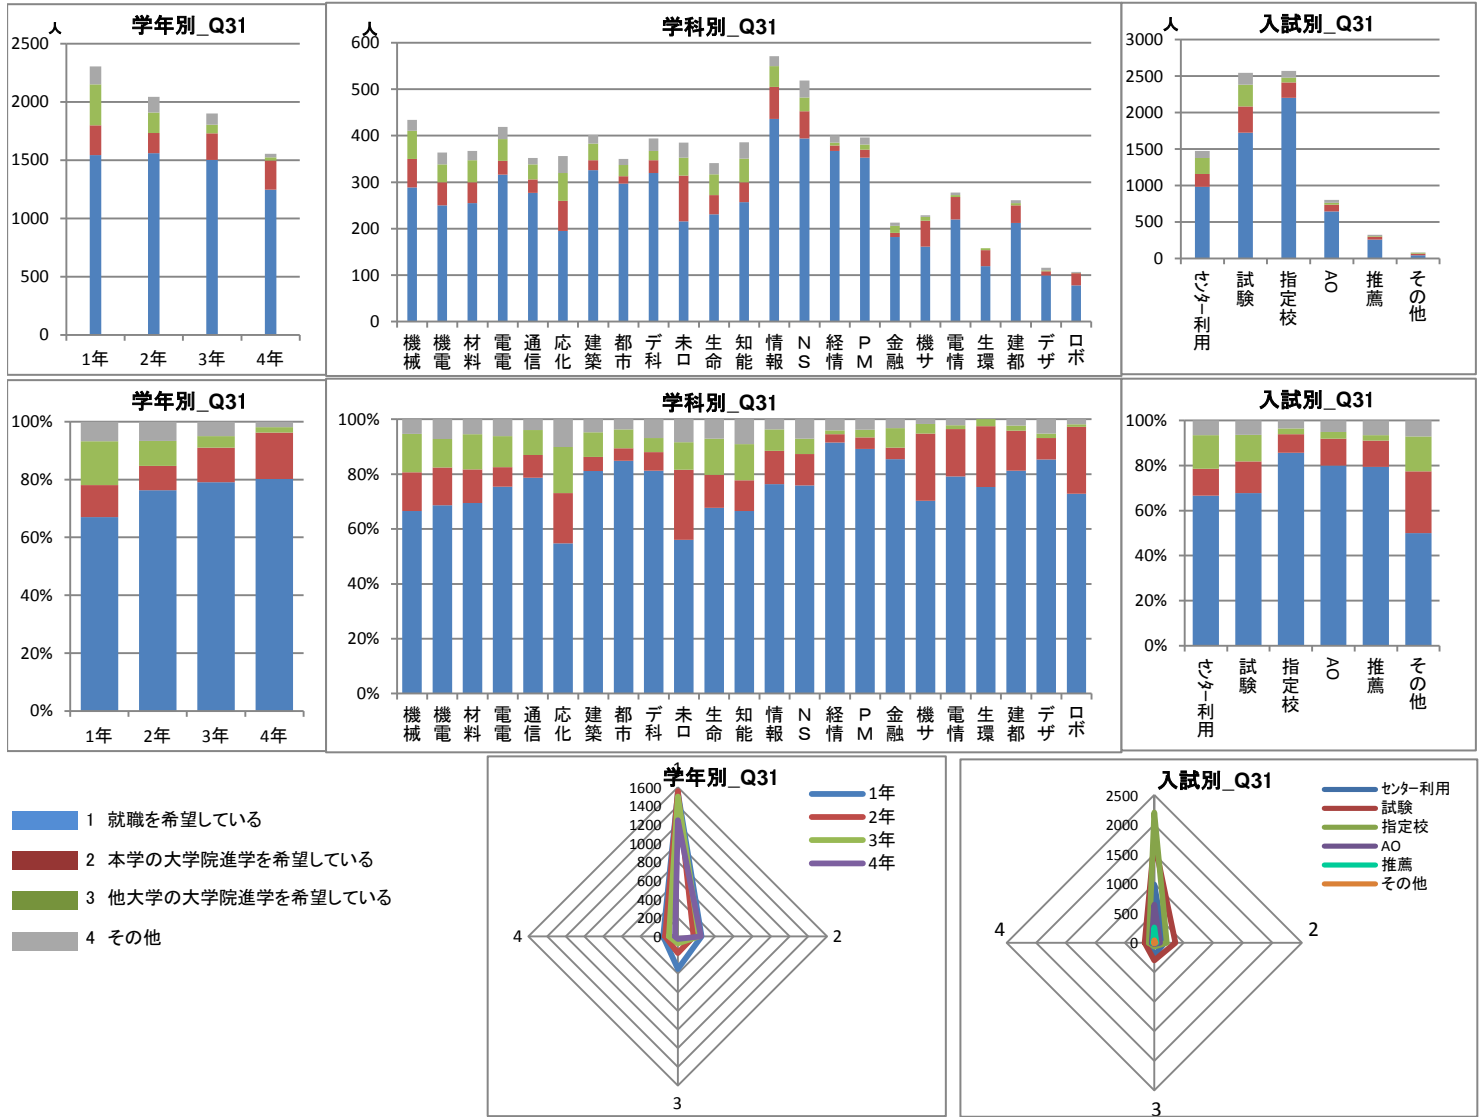 学年別_Q31
人
2500
2000
1500
1000
500
0
1年 2年 3年 4年
学科別_Q31
人
600
500
400
300
200
100
0
機械 機電 材料 電電 通信 応化 建築 都市 デ科 未ロ 生命 知能 情報 NS 経情 PM 金融 機サ 電情 生環 建都 デザ ロボ
入試別_Q31
人
3000
2500
2000
1500
1000
500
0
センター利用 試験 指定校 AO 推薦 その他
学年別_Q31
100%
80%
60%
40%
20%
0%
1年 2年 3年 4年
学科別_Q31
100%
80%
60%
40%
20%
0%
機械 機電 材料 電電 通信 応化 建築 都市 デ科 未ロ 生命 知能 情報 NS 経情 PM 金融 機サ 電情 生環 建都 デザ ロボ
入試別_Q31
100%
80%
60%
40%
20%
0%
センター利用 試験 指定校 AO 推薦 その他
1 就職を希望している
2 本学の大学院進学を希望している
3 他大学の大学院進学を希望している
4 その他
学年別_Q31
1
1600
1400
1200
1000
800
600
400
200
0
2
3
4
1年
2年
3年
4年
入試別_Q31
2500
2000
1500
1000
500
0
2
3
4
センター利用
試験
指定校
AO
推薦
その他